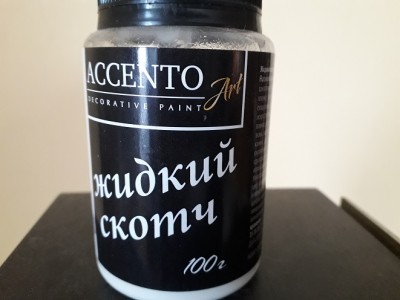 ACCENTO
Art
DECORATIVE PAINT
жидкий
скотч
100г